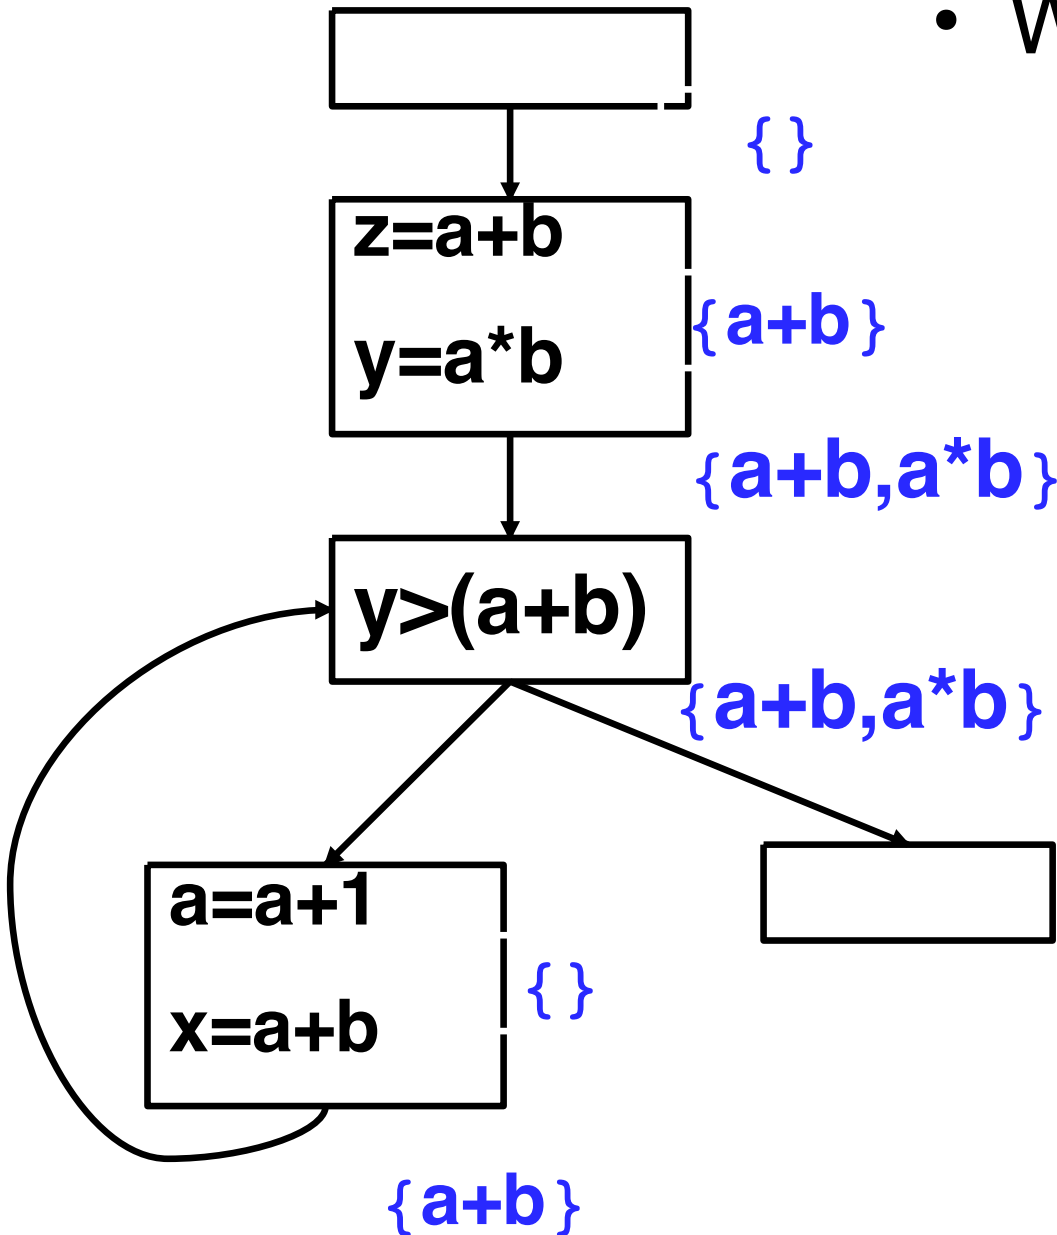 { }
z=a+b
{a+b}
y=a*b
{a+b,a*b}
y>(a+b)
{a+b,a*b}
a=a+1
{ }
x=a+b
{a+b}